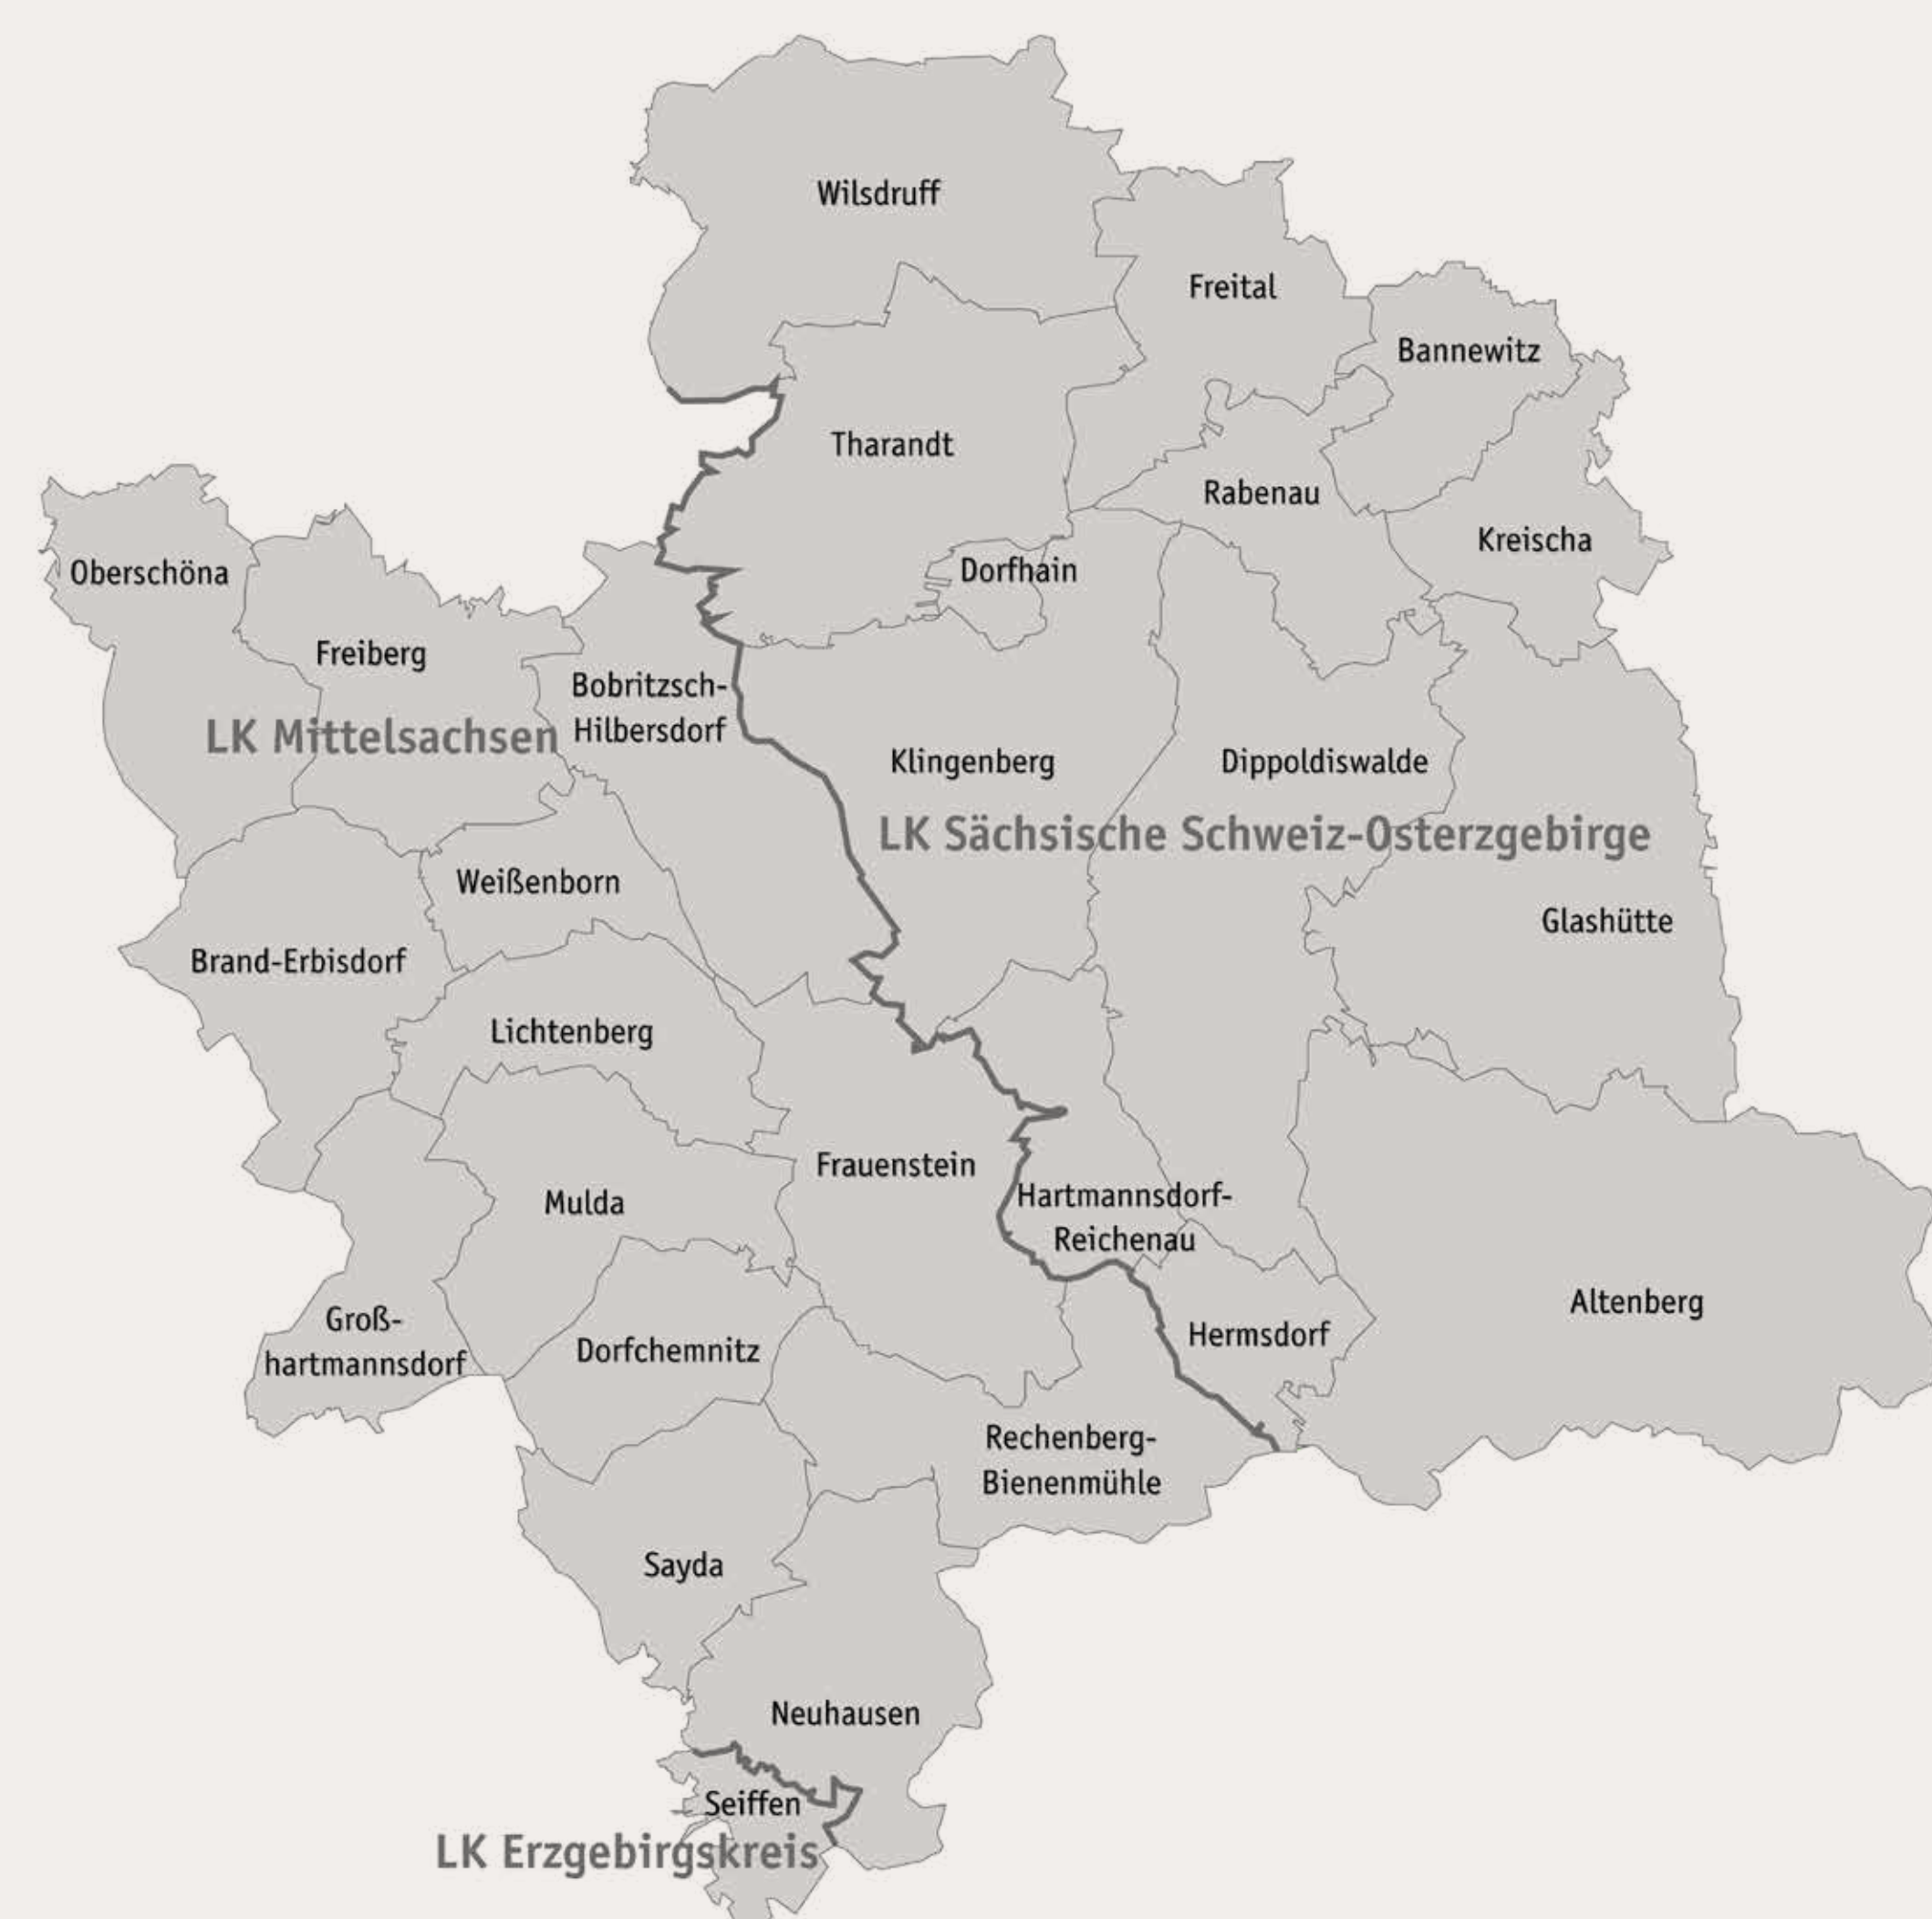 Wilsdruff
Freital
Bannewitz
Tharandt
Rabenau
Kreischa
Oberschöna
Dorfhain
Freiberg
Bobritzsch-
Hilbersdorf
LK Mittelsachsen
Klingenberg
Dippoldiswalde
LK Sächsische Schweiz-Osterzgebirge
Weißenborn
Glashütte
Brand-Erbisdorf
Lichtenberg
Frauenstein
Mulda
Hartmannsdorf-
Reichenau
Altenberg
Groß-
hartmannsdorf
Hermsdorf
Dorfchemnitz
Rechenberg-
Bienenmühle
Sayda
Neuhausen
Seiffen
LK Erzgebirgskreis